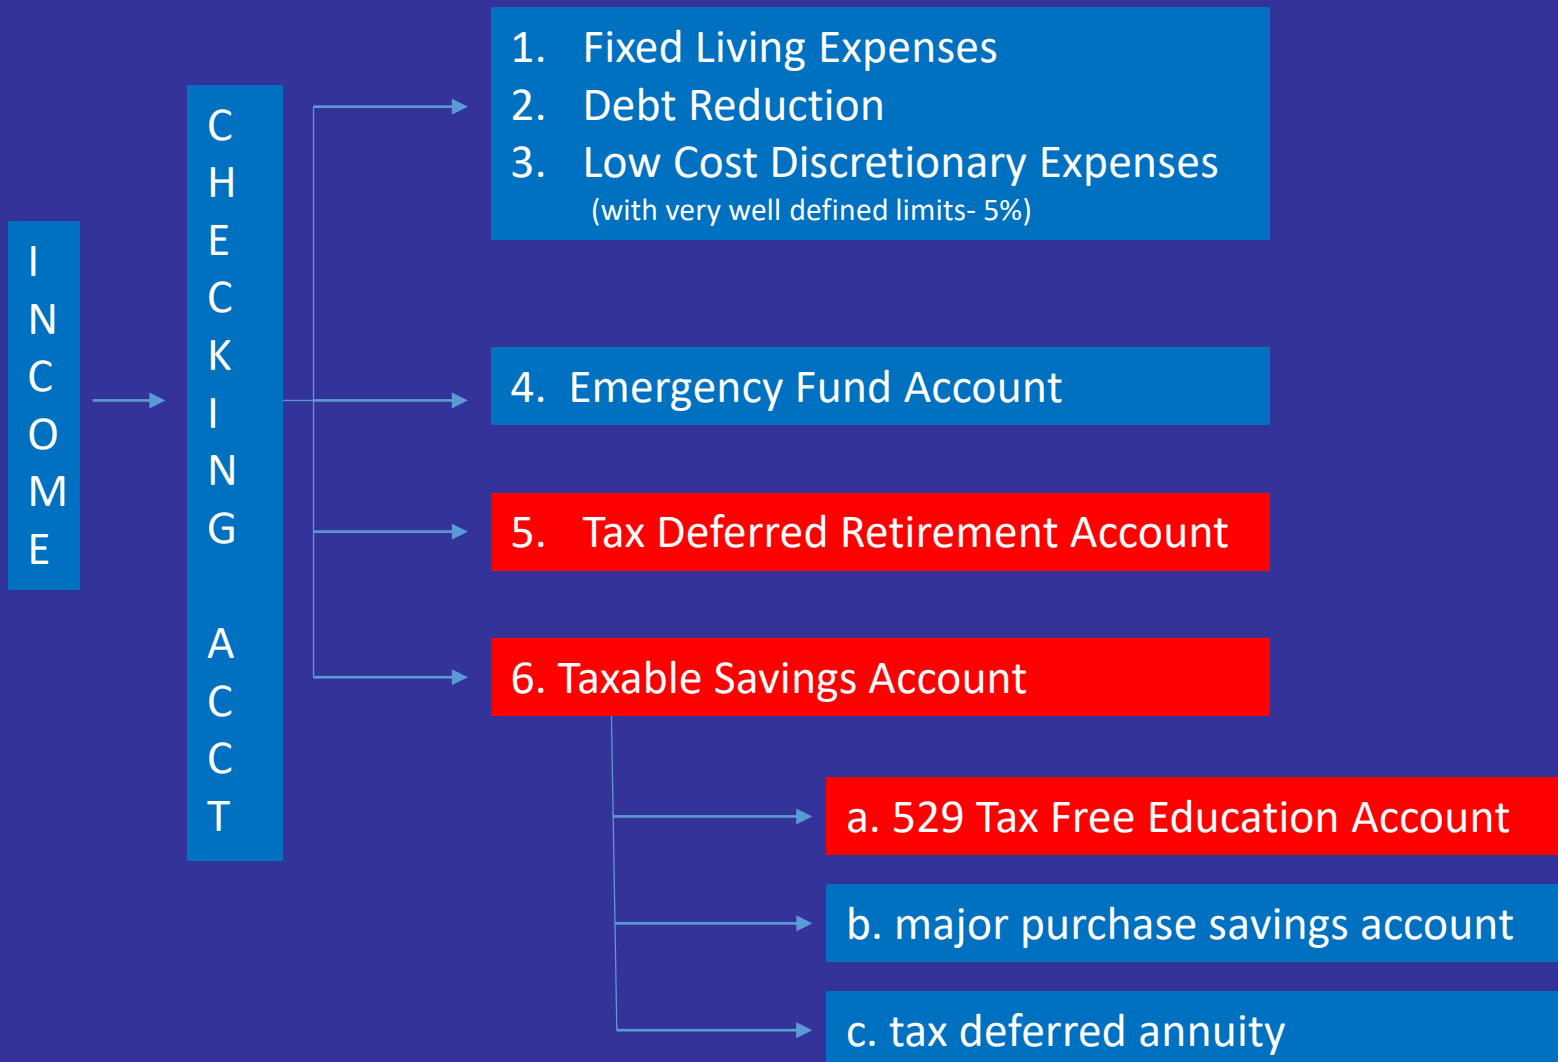 INCOME
CHECKING ACCT
1. Fixed Living Expenses
2. Debt Reduction
3. Low Cost Discretionary Expenses
(with very well defined limits- 5%)
4. Emergency Fund Account
5. Tax Deferred Retirement Account
6. Taxable Savings Account
a. 529 Tax Free Education Account
b. major purchase savings account
c. tax deferred annuity